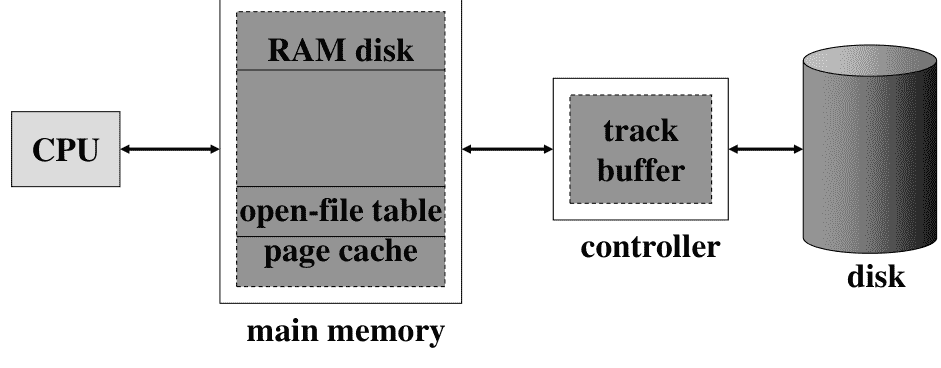 RAM disk
CPU
open-file table
page cache
main memory
track
buffer
controller
disk